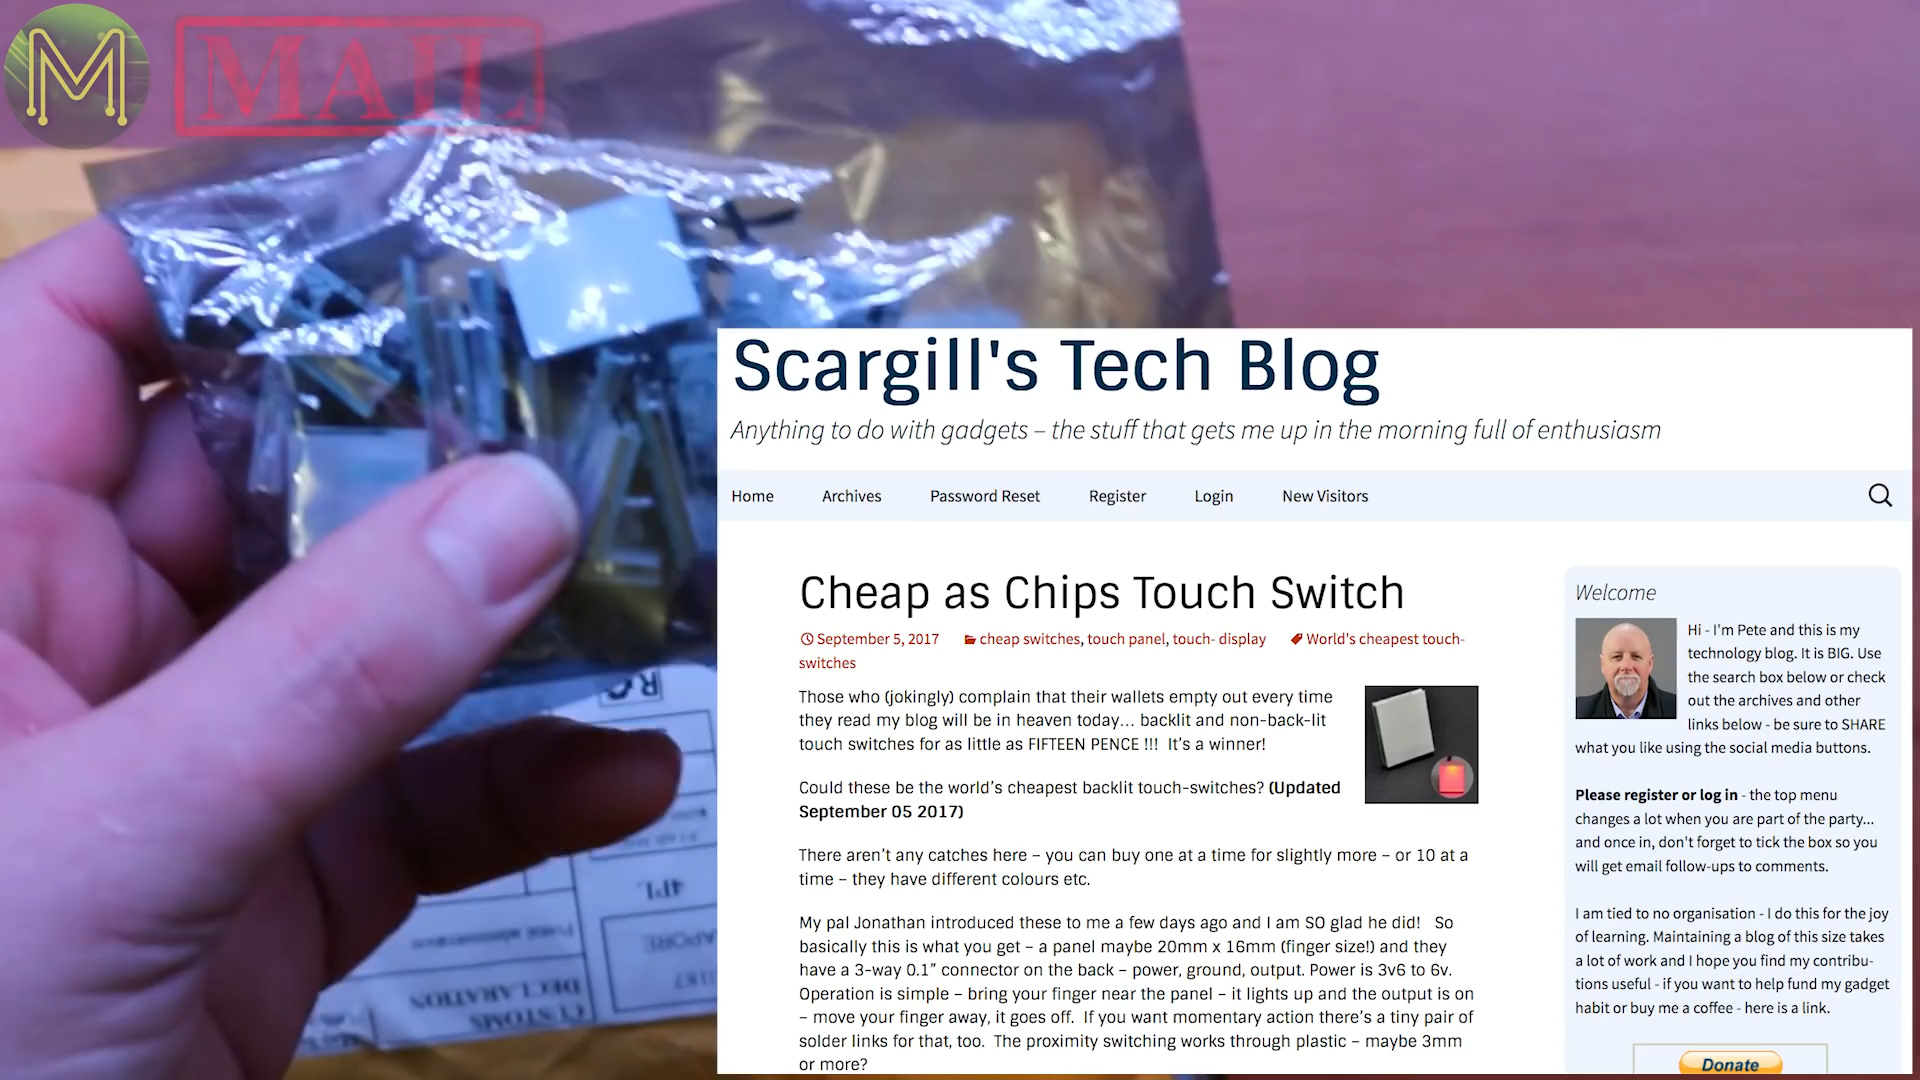 M
MAIL
Scargill's Tech Blog
Anything to do with gadgets – the stuff that gets me up in the morning full of enthusiasm
Home Archives Password Reset Register Login New Visitors
Cheap as Chips Touch Switch
September 5, 2017 cheap switches, touch panel, touch- display World's cheapest touch-
switches
Those who (jokingly) complain that their wallets empty out every time
they read my blog will be in heaven today... backlit and non-back-lit
touch switches for as little as FIFTEEN PENCE !!! It's a winner!
Could these be the world's cheapest backlit touch-switches? (Updated
September 05 2017)
There aren't any catches here – you can buy one at a time for slightly more – or 10 at a
time – they have different colours etc.
My pal Jonathan introduced these to me a few days ago and I am SO glad he did! So
basically this is what you get – a panel maybe 20mm x 16mm (finger size!) and they
have a 3-way 0.1” connector on the back – power, ground, output. Power is 3v6 to 6v.
Operation is simple – bring your finger near the panel – it lights up and the output is on
– move your finger away, it goes off. If you want momentary action there's a tiny pair of
solder links for that, too. The proximity switching works through plastic – maybe 3mm
or more?
Welcome
Hi - I'm Pete and this is my
technology blog. It is BIG. Use
the search box below or check
out the archives and other
links below - be sure to SHARE
what you like using the social media buttons.
Please register or log in - the top menu
changes a lot when you are part of the party...
and once in, don't forget to tick the box so you
will get email follow-ups to comments.
I am tied to no organisation - I do this for the joy
of learning. Maintaining a blog of this size takes
a lot of work and I hope you find my contribu-
tions useful - if you want to help fund my gadget
habit or buy me a coffee - here is a link.
Donate
4PL
CUSTOMS
DECLARATION